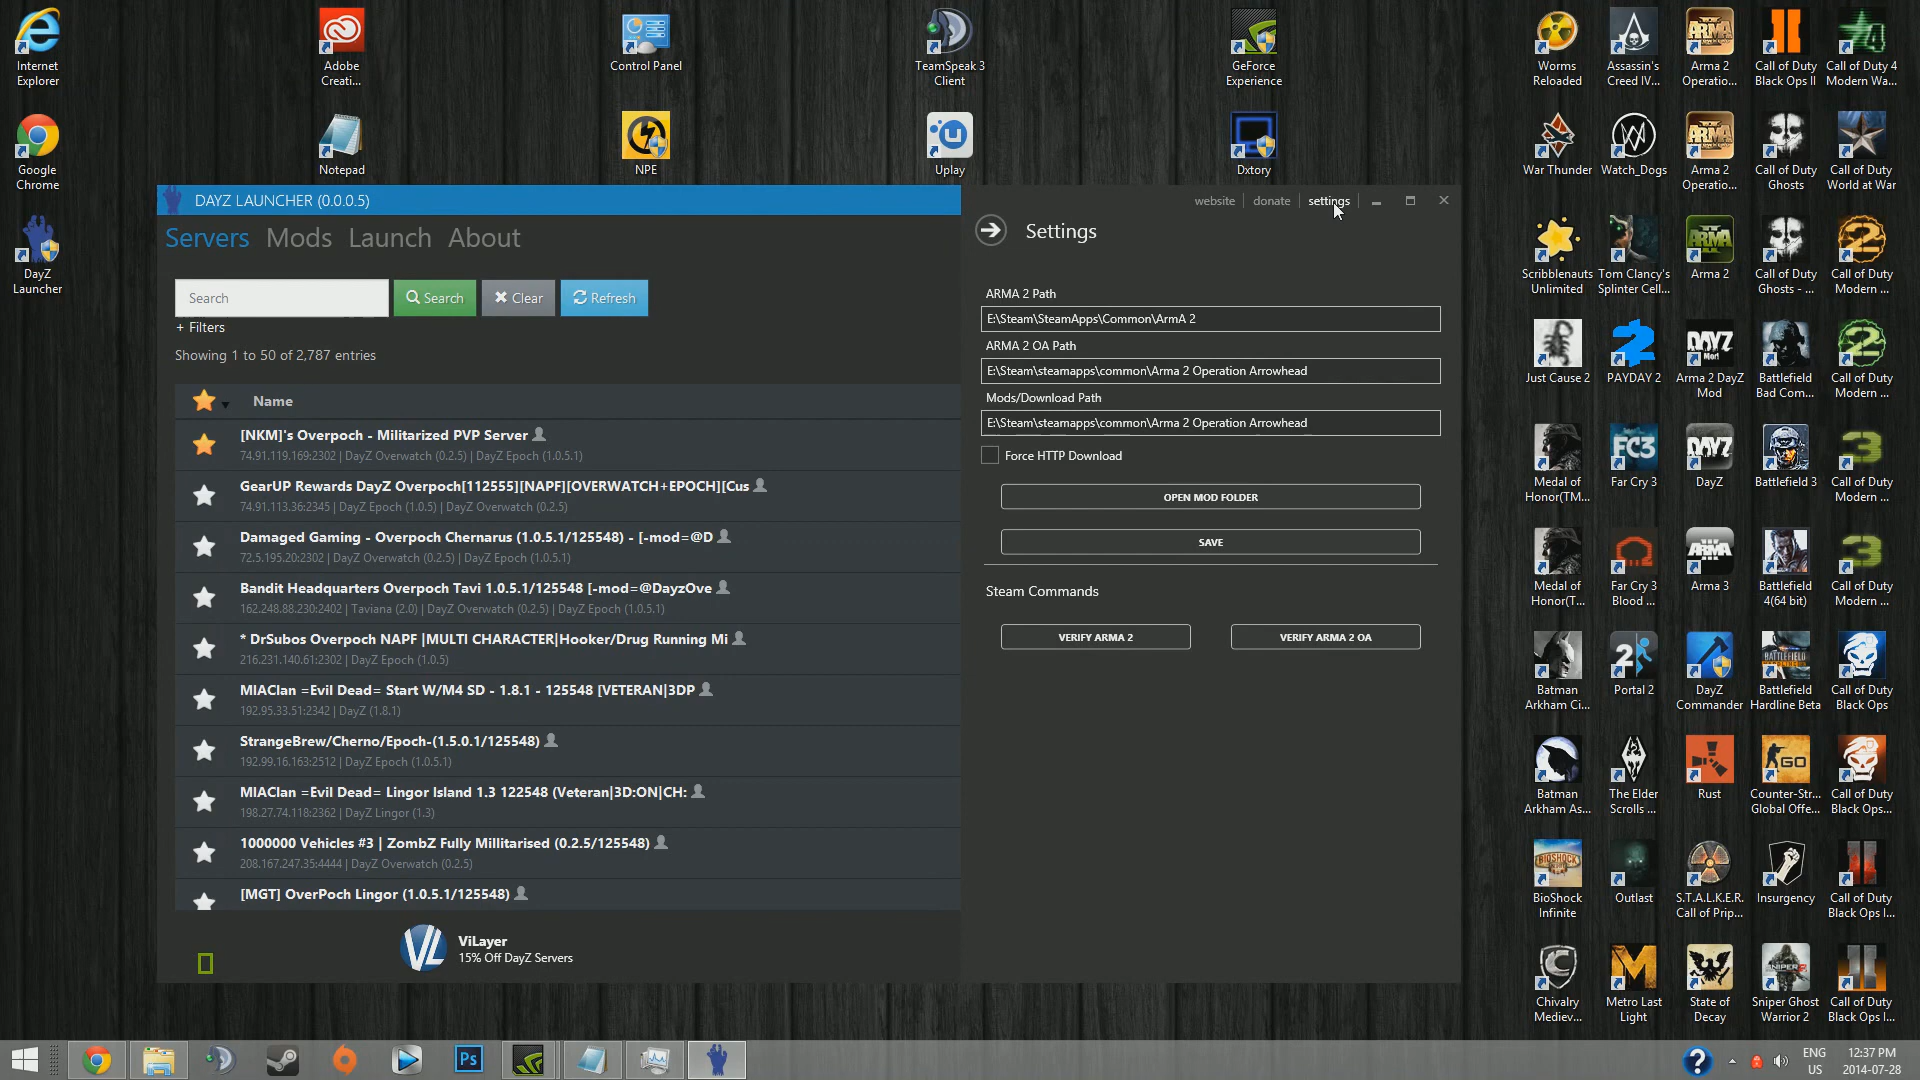 Internet
Explorer
Adobe
Creati...
Control Panel
TeamSpeak 3
Client
GeForce
Experience
Worms
Reloaded
Assassin's
Creed IV...
Arma 2
Operatio...
Call of Duty
Black Ops II
Call of Duty 4
Modern Wa...
Google
Chrome
Notepad
NPE
Uplay
Dxtory
War Thunder
Watch_Dogs
Arma 2
Operatio...
Call of Duty
Ghosts
Call of Duty
World at War
DayZ
Launcher
Scribblenauts
Unlimited
Tom Clancy's
Splinter Cell...
Arma 2
Call of Duty
Ghosts - ...
Call of Duty
Modern ...
Just Cause 2
PAYDAY 2
Arma 2 DayZ
Mod
Battlefield
Bad Com...
Call of Duty
Modern ...
Medal of
Honor(TM...
Far Cry 3
DayZ
Battlefield 3
Call of Duty
Modern ...
Medal of
Honor(T...
Far Cry 3
Blood ...
Arma 3
Battlefield
4(64 bit)
Call of Duty
Modern ...
Batman
Arkham Ci...
Portal 2
DayZ
Commander
Battlefield
Hardline Beta
Call of Duty
Black Ops
Batman
Arkham As...
The Elder
Scrolls ...
Rust
Counter-Str...
Global Offe...
Call of Duty
Black Ops...
BioShock
Infinite
Outlast
S.T.A.L.K.E.R.
Call of Prip...
Insurgency
Call of Duty
Black Ops I...
Chivalry
Mediev...
Metro Last
Light
State of
Decay
Sniper Ghost
Warrior 2
Call of Duty
Black Ops I...
DAYZ LAUNCHER (0.0.0.5)
website | donate | settings
Servers Mods Launch About
Search
Search
Clear
Refresh
+ Filters
Showing 1 to 50 of 2,787 entries
Name
[NKM]'s Overpoch - Militarized PVP Server
74.91.119.169:2302 | DayZ Overwatch (0.2.5) | DayZ Epoch (1.0.5.1)
GearUP Rewards DayZ Overpoch[112555][NAPF][OVERWATCH+EPOCH][Cus
74.91.113.36:2345 | DayZ Epoch (1.0.5) | DayZ Overwatch (0.2.5)
Damaged Gaming - Overpoch Chernarus (1.0.5.1/125548) - [-mod=@D
72.5.195.20:2302 | DayZ Overwatch (0.2.5) | DayZ Epoch (1.0.5.1)
Bandit Headquarters Overpoch Tavi 1.0.5.1/125548 [-mod=@DayzOve
162.248.88.230:2402 | Taviana (2.0) | DayZ Overwatch (0.2.5) | DayZ Epoch (1.0.5.1)
* DrSubos Overpoch NAPF |MULTI CHARACTER|Hooker/Drug Running Mi
216.231.140.61:2302 | DayZ Epoch (1.0.5)
MIAClan =Evil Dead= Start W/M4 SD - 1.8.1 - 125548 [VETERAN|3DP
192.95.33.51:2342 | DayZ (1.8.1)
StrangeBrew/Cherno/Epoch-(1.5.0.1/125548)
192.99.16.163:2512 | DayZ Epoch (1.0.5.1)
MIAClan =Evil Dead= Lingor Island 1.3 122548 (Veteran|3D:ON|CH:
198.27.74.118:2362 | DayZ Lingor (1.3)
1000000 Vehicles #3 | ZombZ Fully Millitarised (0.2.5/125548)
208.167.247.35:4444 | DayZ Overwatch (0.2.5)
[MGT] OverPoch Lingor (1.0.5.1/125548)
ViLayer
15% Off DayZ Servers
Settings
ARMA 2 Path
E:\Steam\SteamApps\Common\ArmA 2
ARMA 2 OA Path
E:\Steam\steamapps\common\Arma 2 Operation Arrowhead
Mods/Download Path
E:\Steam\steamapps\common\Arma 2 Operation Arrowhead
Force HTTP Download
OPEN MOD FOLDER
SAVE
Steam Commands
VERIFY ARMA 2
VERIFY ARMA 2 OA
Ps
ENG
US
12:37 PM
2014-07-28